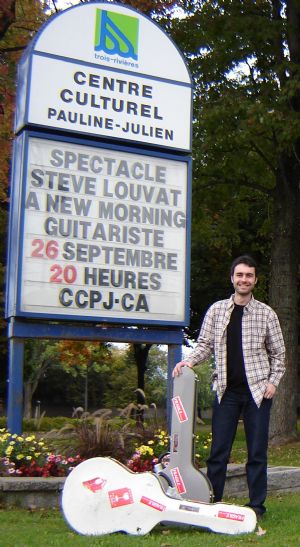 trois-rivières
CENTRE
CULTUREL
PAULINE-JULIEN
SPECTACLE
STEVE LOUVAT
A NEW MORNING
GUITARISTE
26 SEPTEMBRE
20 HEURES
CCPJ•CA